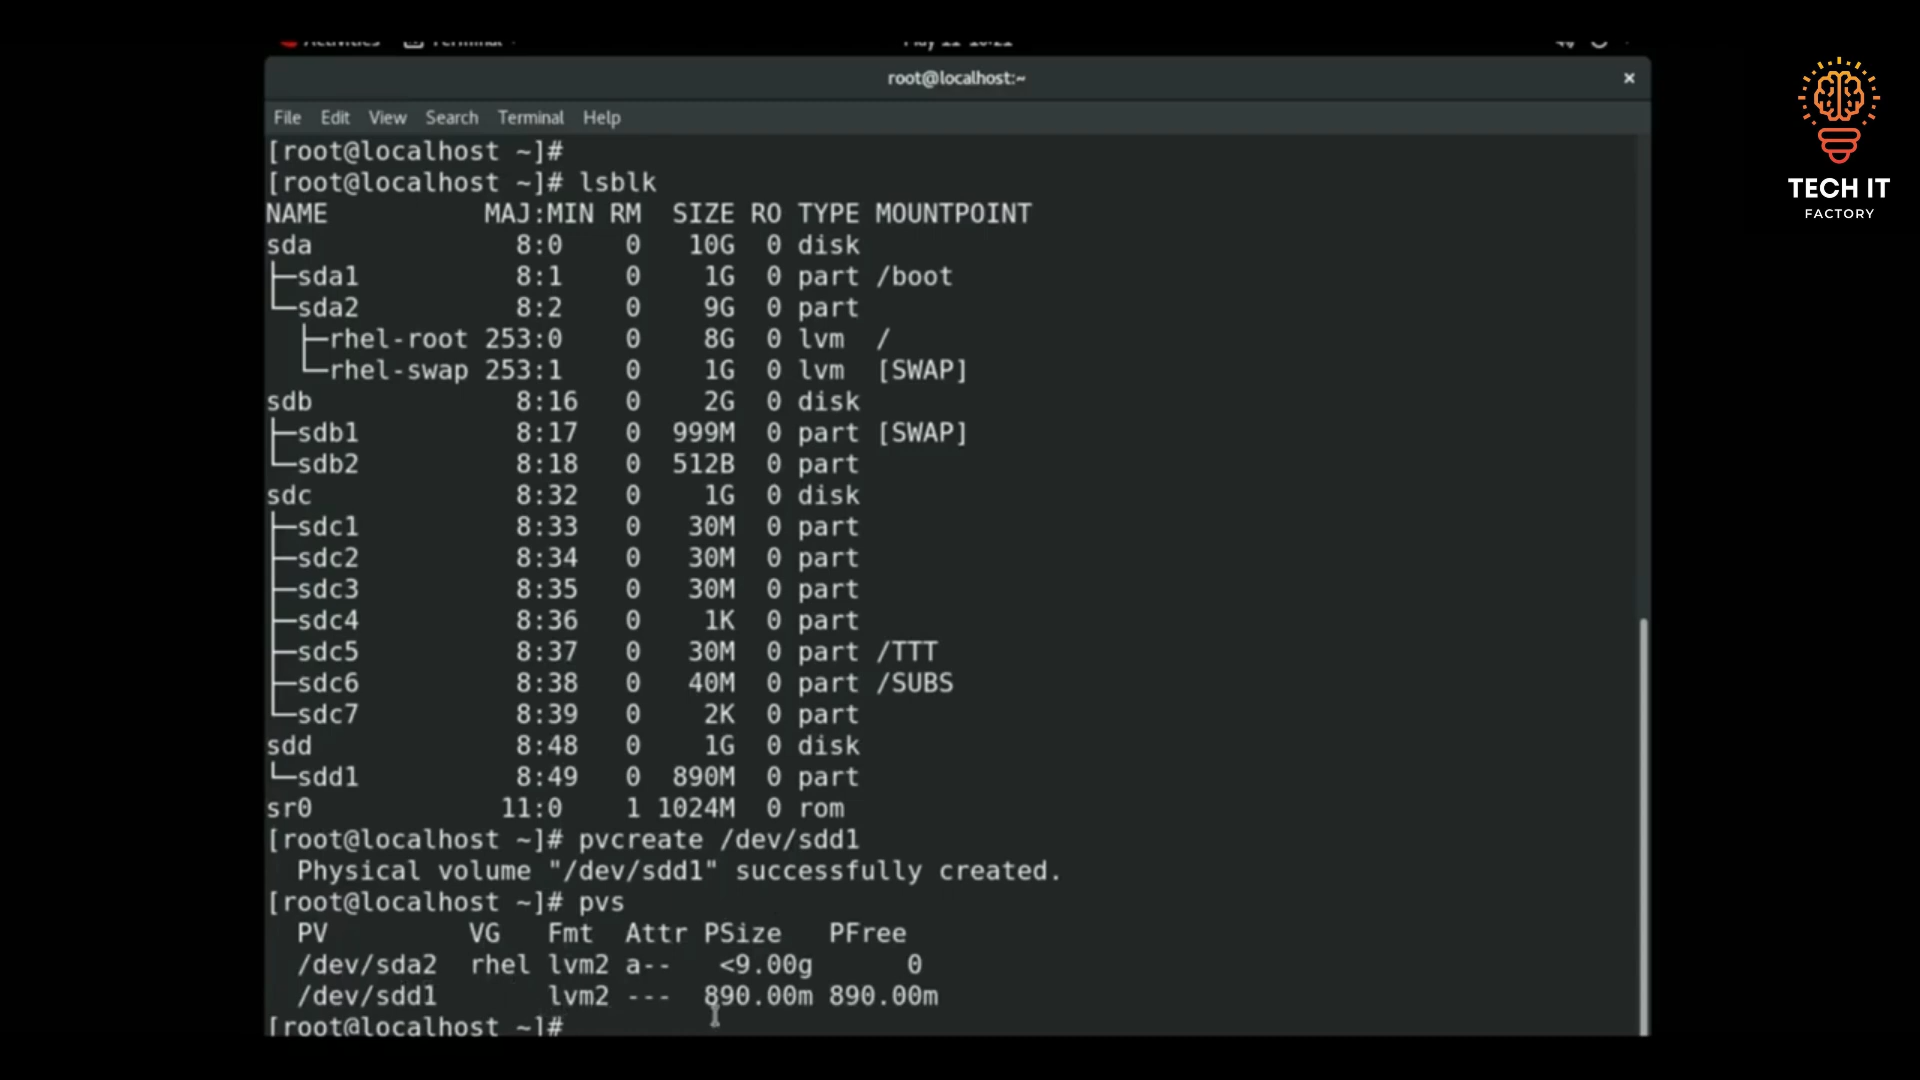 Activities Terminal
May 11 10:21
root@localhost:~ ×
File Edit View Search Terminal Help
[root@localhost ~]#
[root@localhost ~]# lsblk
NAME MAJ:MIN RM SIZE RO TYPE MOUNTPOINT
sda 8:0 0 10G 0 disk
├─sda1 8:1 0 1G 0 part /boot
└─sda2 8:2 0 9G 0 part
├─rhel-root 253:0 0 8G 0 lvm /
└─rhel-swap 253:1 0 1G 0 lvm [SWAP]
sdb 8:16 0 2G 0 disk
├─sdb1 8:17 0 999M 0 part [SWAP]
└─sdb2 8:18 0 512B 0 part
sdc 8:32 0 1G 0 disk
├─sdc1 8:33 0 30M 0 part
├─sdc2 8:34 0 30M 0 part
├─sdc3 8:35 0 30M 0 part
├─sdc4 8:36 0 1K 0 part
├─sdc5 8:37 0 30M 0 part /TTT
├─sdc6 8:38 0 40M 0 part /SUBS
└─sdc7 8:39 0 2K 0 part
sdd 8:48 0 1G 0 disk
└─sdd1 8:49 0 890M 0 part
sr0 11:0 1 1024M 0 rom
[root@localhost ~]# pvcreate /dev/sdd1
Physical volume "/dev/sdd1" successfully created.
[root@localhost ~]# pvs
PV VG Fmt Attr PSize PFree
/dev/sda2 rhel lvm2 a-- <9.00g 0
/dev/sdd1 lvm2 --- 890.00m 890.00m
[root@localhost ~]#
TECH IT
FACTORY